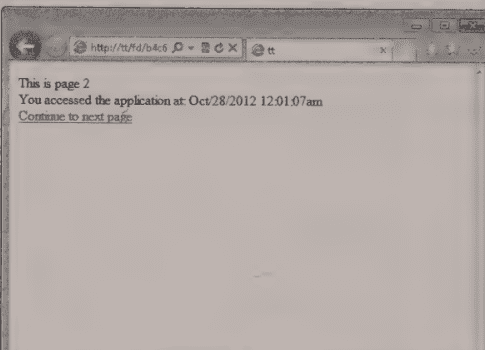 http://tt/fd/b4c6 tt
This is page 2
You accessed the application at: Oct/28/2012 12:01:07am
Continue to next page